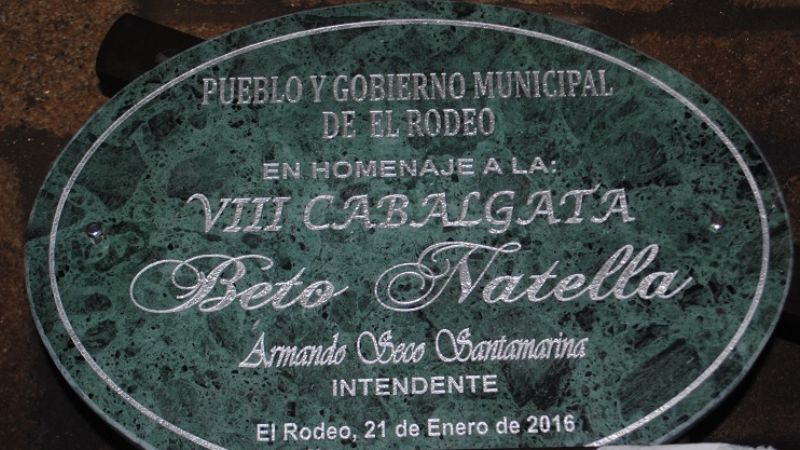 PUEBLO Y GOBIERNO MUNICIPAL
DE EL RODEO
EN HOMENAJE A LA:
VIII CABALGATA
Beto Natella
Armando Seco Santamarina
INTENDENTE
El Rodeo, 21 de Enero de 2016